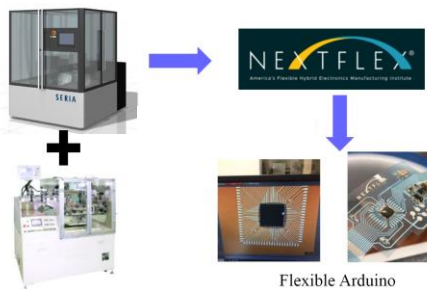 SERIA
NEXTFLEX®
America's Flexible Hybrid Electronics Manufacturing Institute
Flexible Arduino